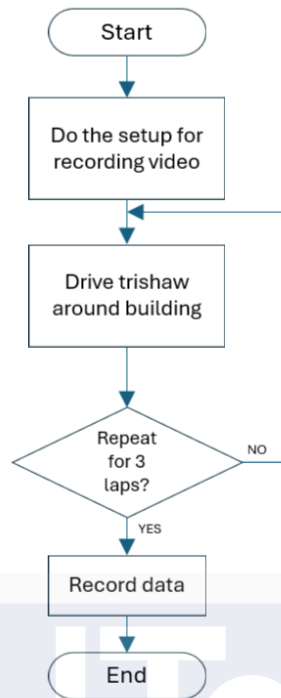 Start
Do the setup for
recording video
Drive trishaw
around building
Repeat
for 3
laps?
NO
YES
Record data
End